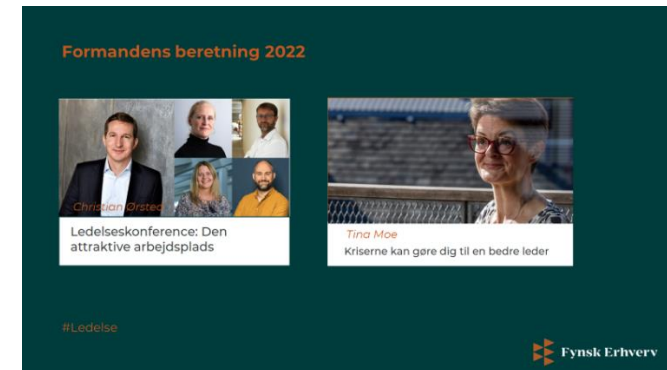 Formandens beretning 2022
Christian Ørsted
Ledelseskonference: Den
attraktive arbejdsplads
Tina Moe
Kriserne kan gøre dig til en bedre leder
#Ledelse
Fynsk Erhverv